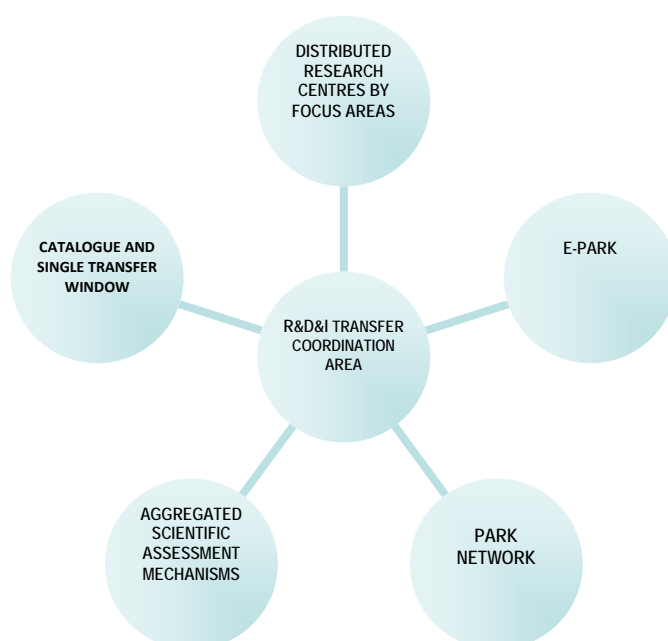 DISTRIBUTED
RESEARCH
CENTRES BY
FOCUS AREAS
CATALOGUE AND
SINGLE TRANSFER
WINDOW
E-PARK
R&D&I TRANSFER
COORDINATION
AREA
AGGREGATED
SCIENTIFIC
ASSESSMENT
MECHANISMS
PARK
NETWORK